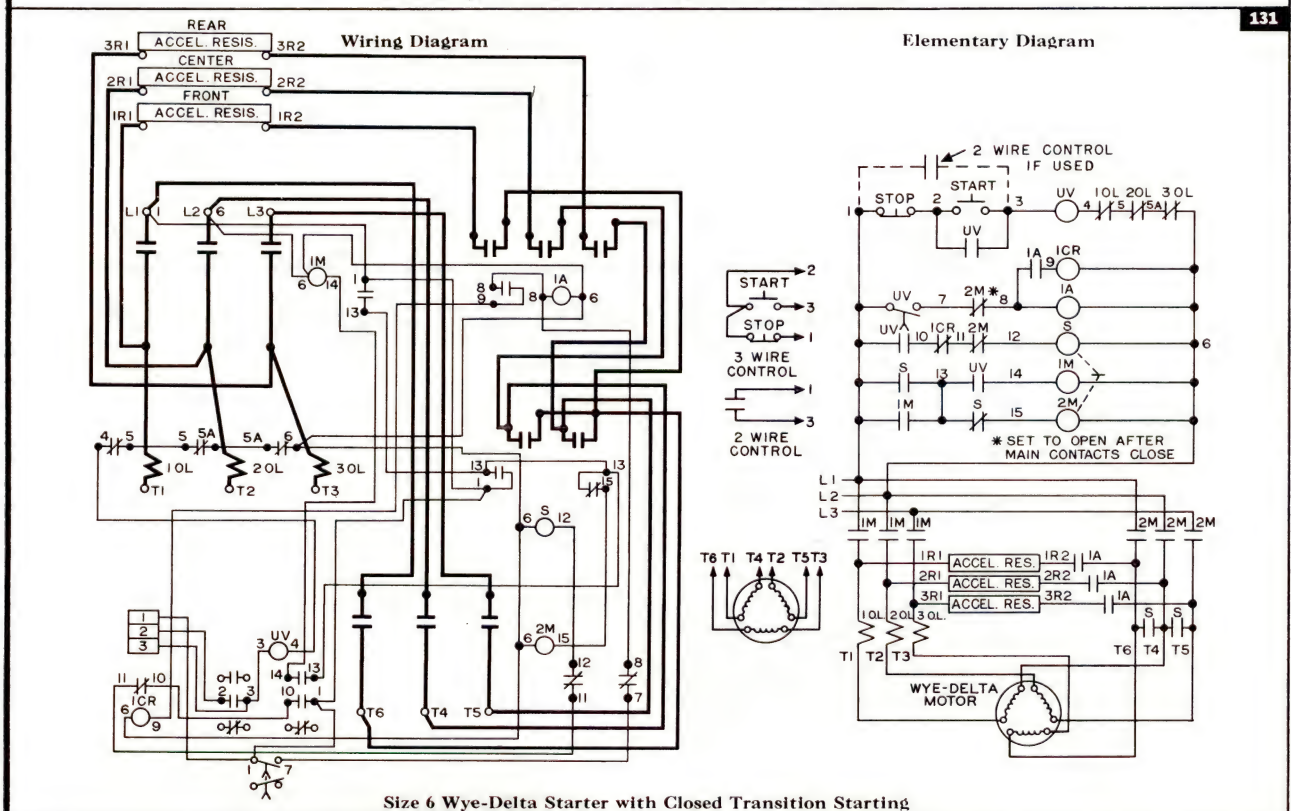 131
Wiring Diagram
Elementary Diagram
REAR
3R1 ACCEL. RESIS. 3R2
CENTER
2R1 ACCEL. RESIS. 2R2
FRONT
1R1 ACCEL. RESIS. 1R2
L1 1 L2 6 L3
1M
6 14
1
13
8
9
1A
8 6
4 5 5 5A 5A 6
1OL 2OL 3OL
T1 T2 T3
13 13
1 15
S
6 12
2M
6 15
1
2
3
UV
3 4
14 13
2 3 10 1
11 10
1CR
6 9
12 8
11 7
T6 T4 T5
1 7
START
2
3
STOP
1
3 WIRE
CONTROL
1
3
2 WIRE
CONTROL
2 WIRE CONTROL
IF USED
1 STOP 2 START 3 UV 4 1OL 5 2OL 5A 3OL
UV
1A 9 1CR
UV 7 2M* 8 1A
UV 10 1CR 11 2M 12 S 6
S 13 UV 14 1M
1M S 15 2M
* SET TO OPEN AFTER
MAIN CONTACTS CLOSE
L1
L2
L3
1M 1M 1M 2M 2M 2M
1R1 ACCEL. RES. 1R2 1A
2R1 ACCEL. RES. 2R2 1A
3R1 ACCEL. RES. 3R2 1A
1OL 2OL 3OL. S S
T1 T2 T3 T6 T4 T5
WYE-DELTA
MOTOR
T6 T1 T4 T2 T5 T3
Size 6 Wye-Delta Starter with Closed Transition Starting